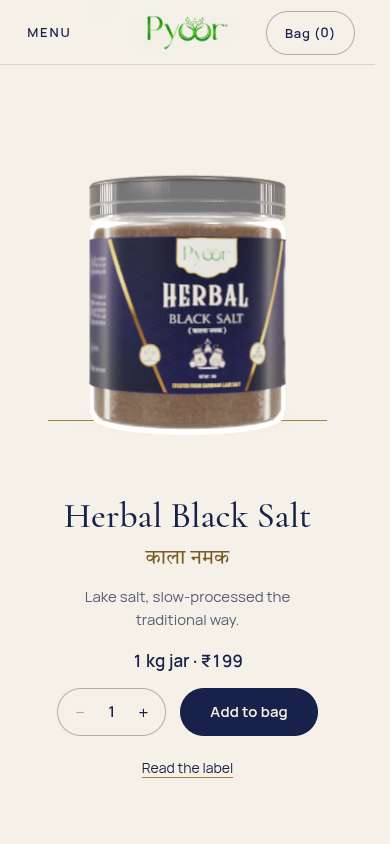 MENU
Pyoor
Bag (0)
Pyoor
HERBAL
BLACK SALT
(काला नमक)
Herbal Black Salt
काला नमक
Lake salt, slow-processed the
traditional way.
1 kg jar · ₹199
− 1 +
Add to bag
Read the label